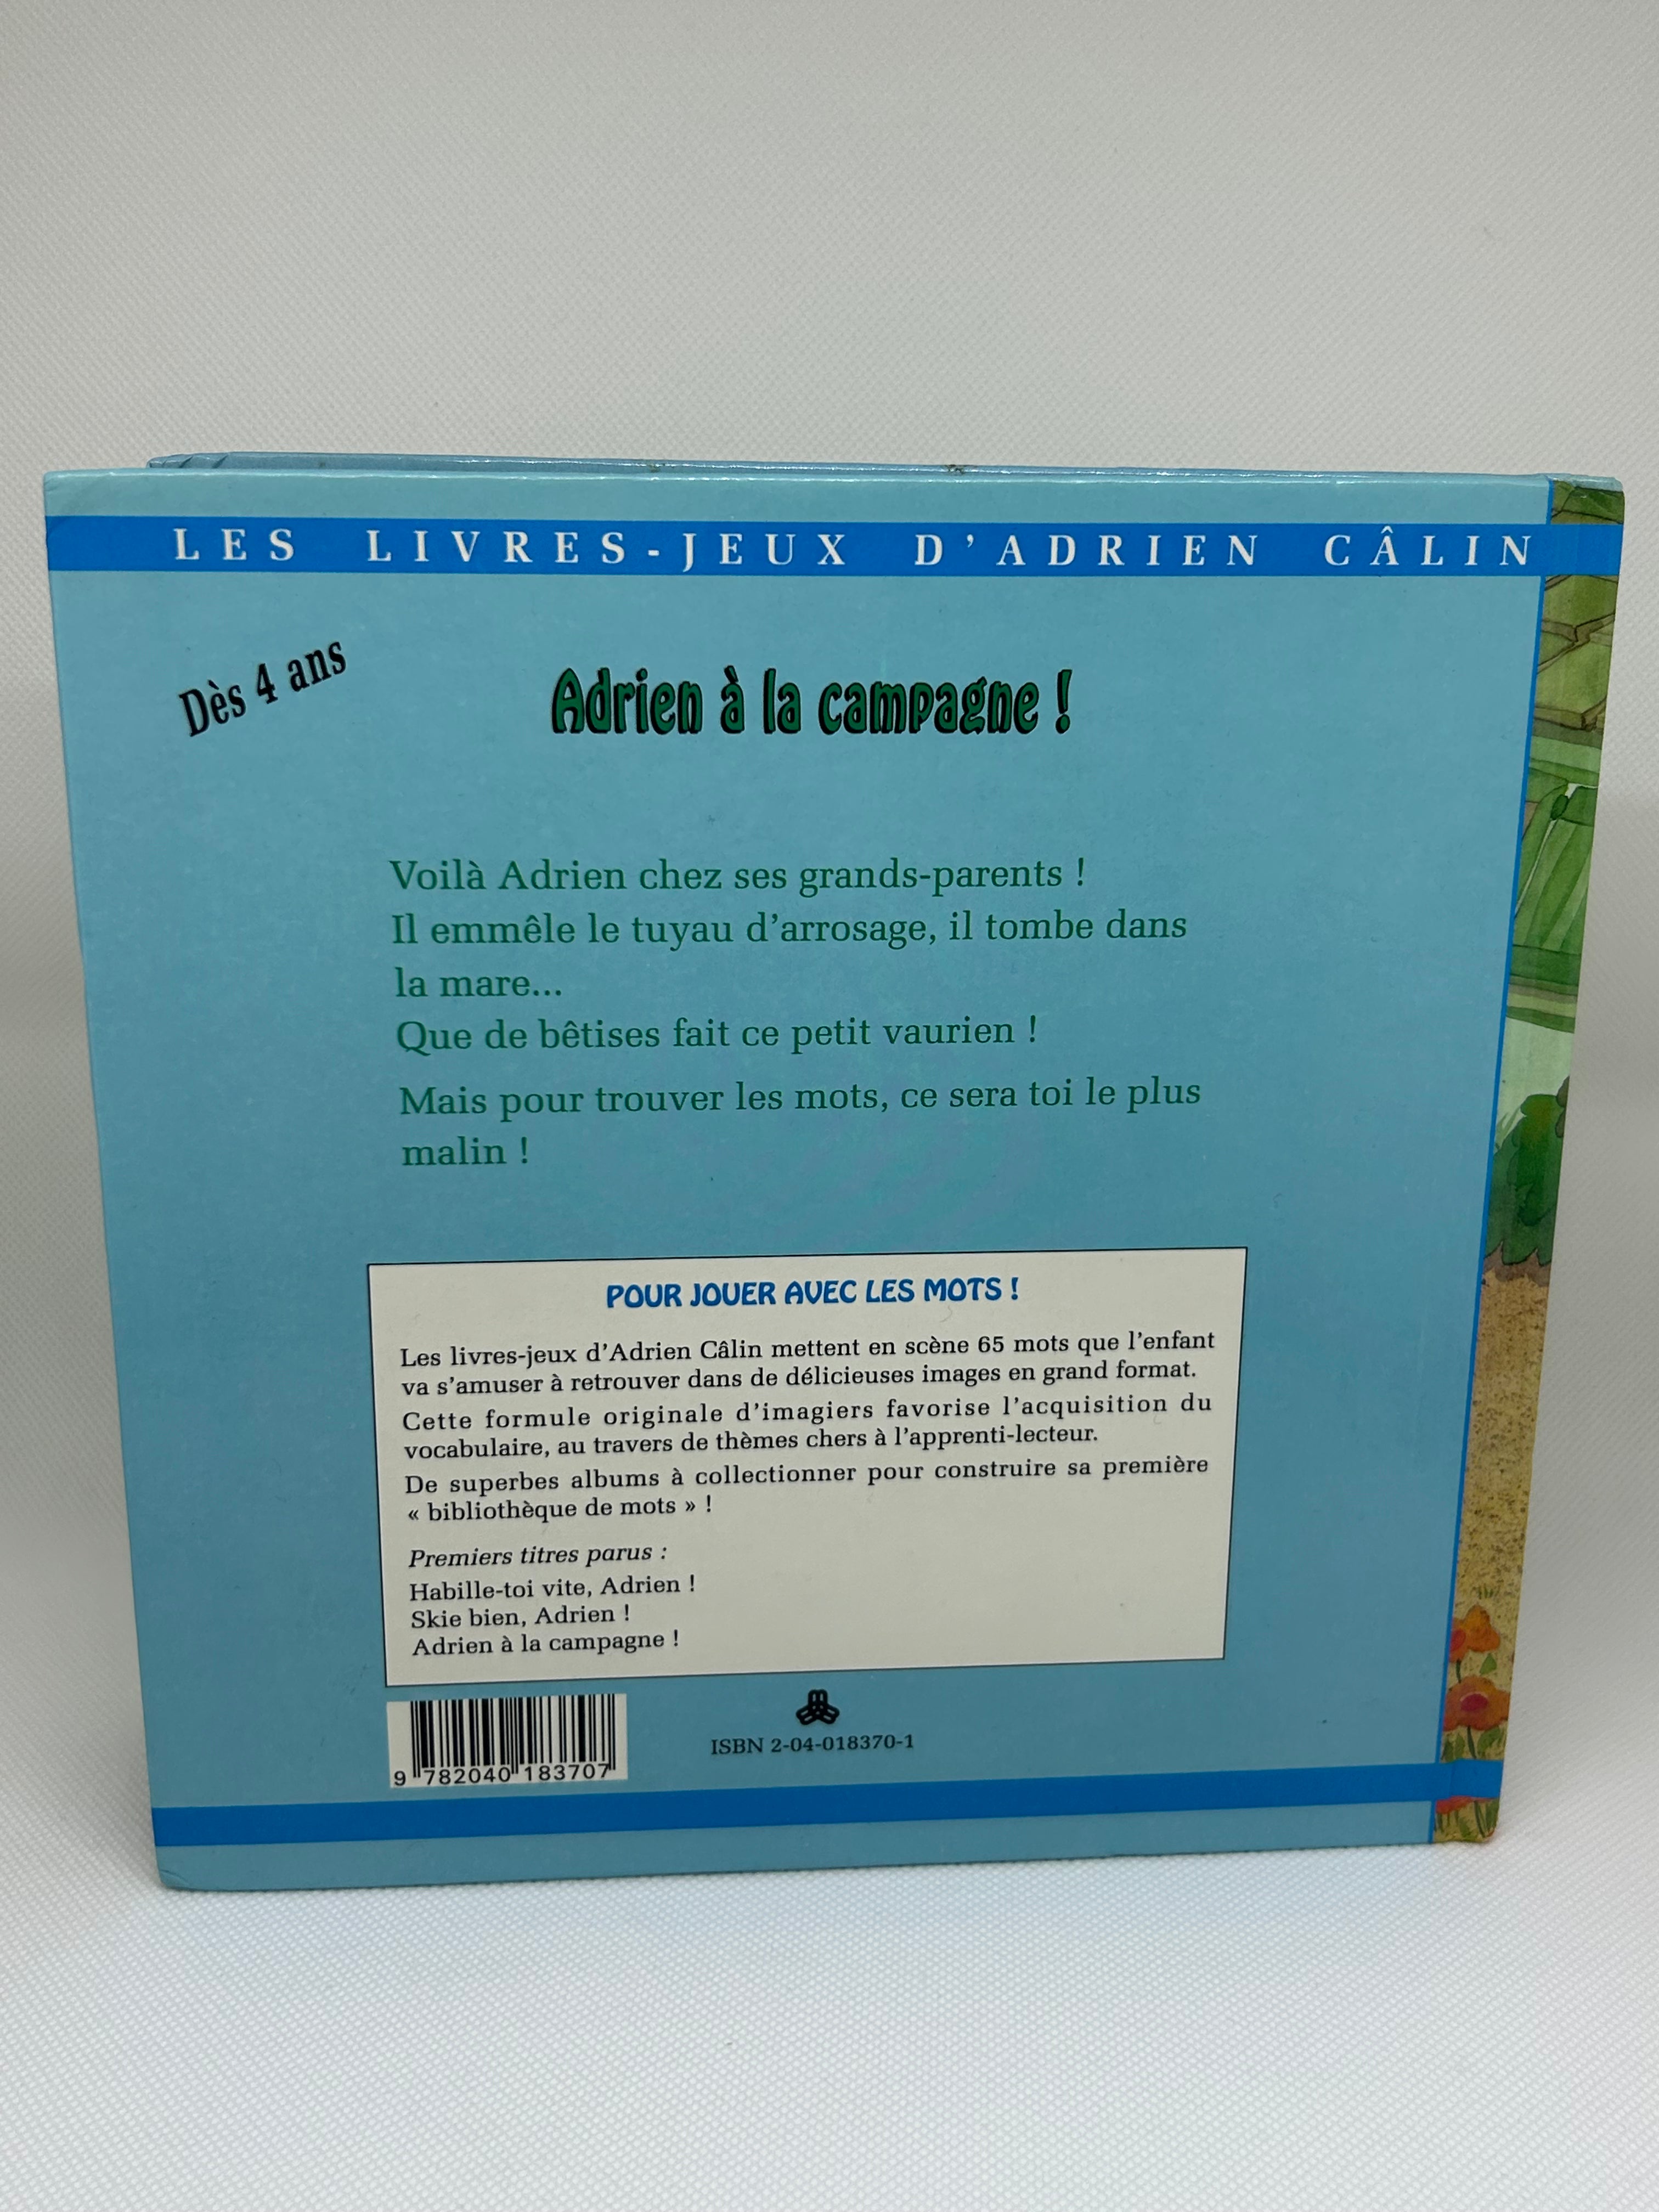 LES LIVRES-JEUX D'ADRIEN CÂLIN
Dès 4 ans
Adrien à la campagne !
Voilà Adrien chez ses grands-parents !
Il emmêle le tuyau d'arrosage, il tombe dans
la mare...
Que de bêtises fait ce petit vaurien !
Mais pour trouver les mots, ce sera toi le plus
malin !
POUR JOUER AVEC LES MOTS !
Les livres-jeux d'Adrien Câlin mettent en scène 65 mots que l'enfant
va s'amuser à retrouver dans de délicieuses images en grand format.
Cette formule originale d'imagiers favorise l'acquisition du
vocabulaire, au travers de thèmes chers à l'apprenti-lecteur.
De superbes albums à collectionner pour construire sa première
« bibliothèque de mots » !
Premiers titres parus :
Habille-toi vite, Adrien !
Skie bien, Adrien !
Adrien à la campagne !
ISBN 2-04-018370-1
9 782040 183707